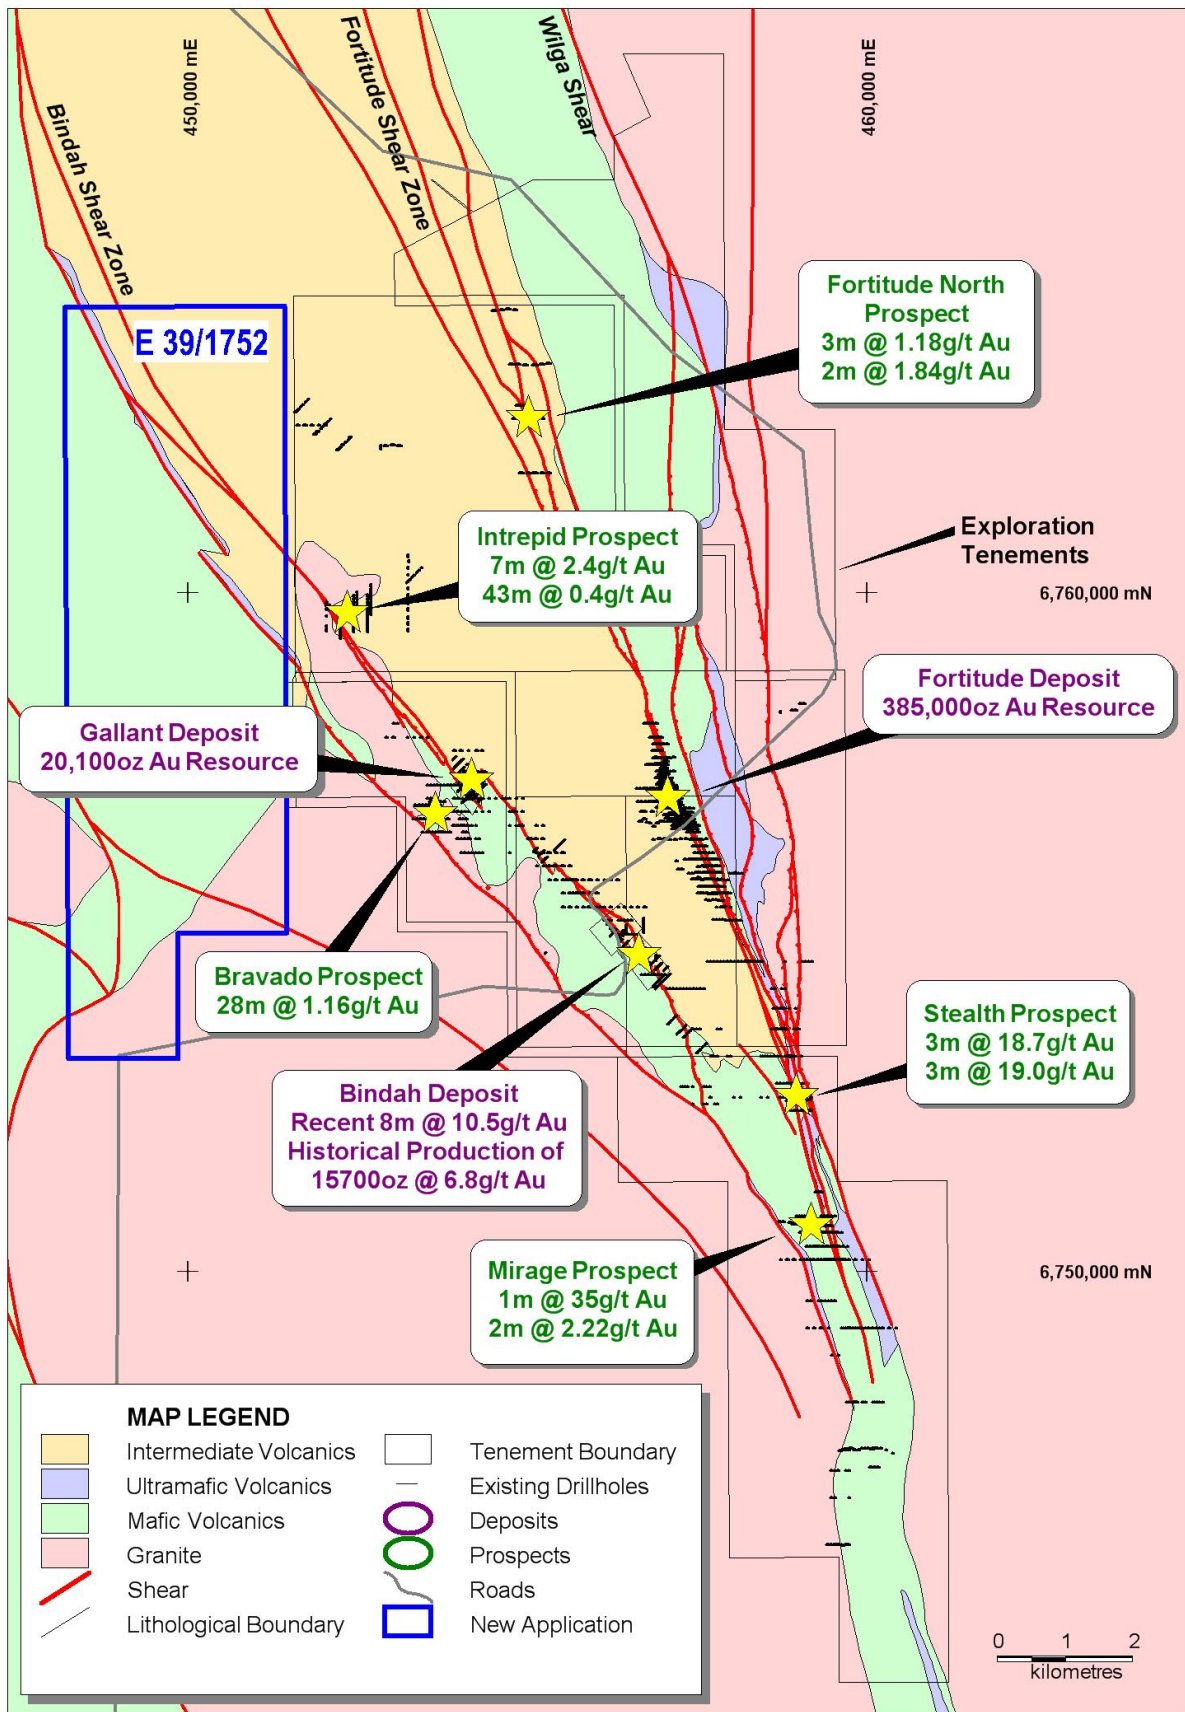 450,000 mE
460,000 mE
Bindah Shear Zone
Fortitude Shear Zone
Wilga Shear
E 39/1752
Fortitude North
Prospect
3m @ 1.18g/t Au
2m @ 1.84g/t Au
Intrepid Prospect
7m @ 2.4g/t Au
43m @ 0.4g/t Au
Exploration
Tenements
6,760,000 mN
Fortitude Deposit
385,000oz Au Resource
Gallant Deposit
20,100oz Au Resource
Bravado Prospect
28m @ 1.16g/t Au
Stealth Prospect
3m @ 18.7g/t Au
3m @ 19.0g/t Au
Bindah Deposit
Recent 8m @ 10.5g/t Au
Historical Production of
15700oz @ 6.8g/t Au
Mirage Prospect
1m @ 35g/t Au
2m @ 2.22g/t Au
6,750,000 mN
MAP LEGEND
Intermediate Volcanics
Ultramafic Volcanics
Mafic Volcanics
Granite
Shear
Lithological Boundary
Tenement Boundary
Existing Drillholes
Deposits
Prospects
Roads
New Application
0 1 2
kilometres